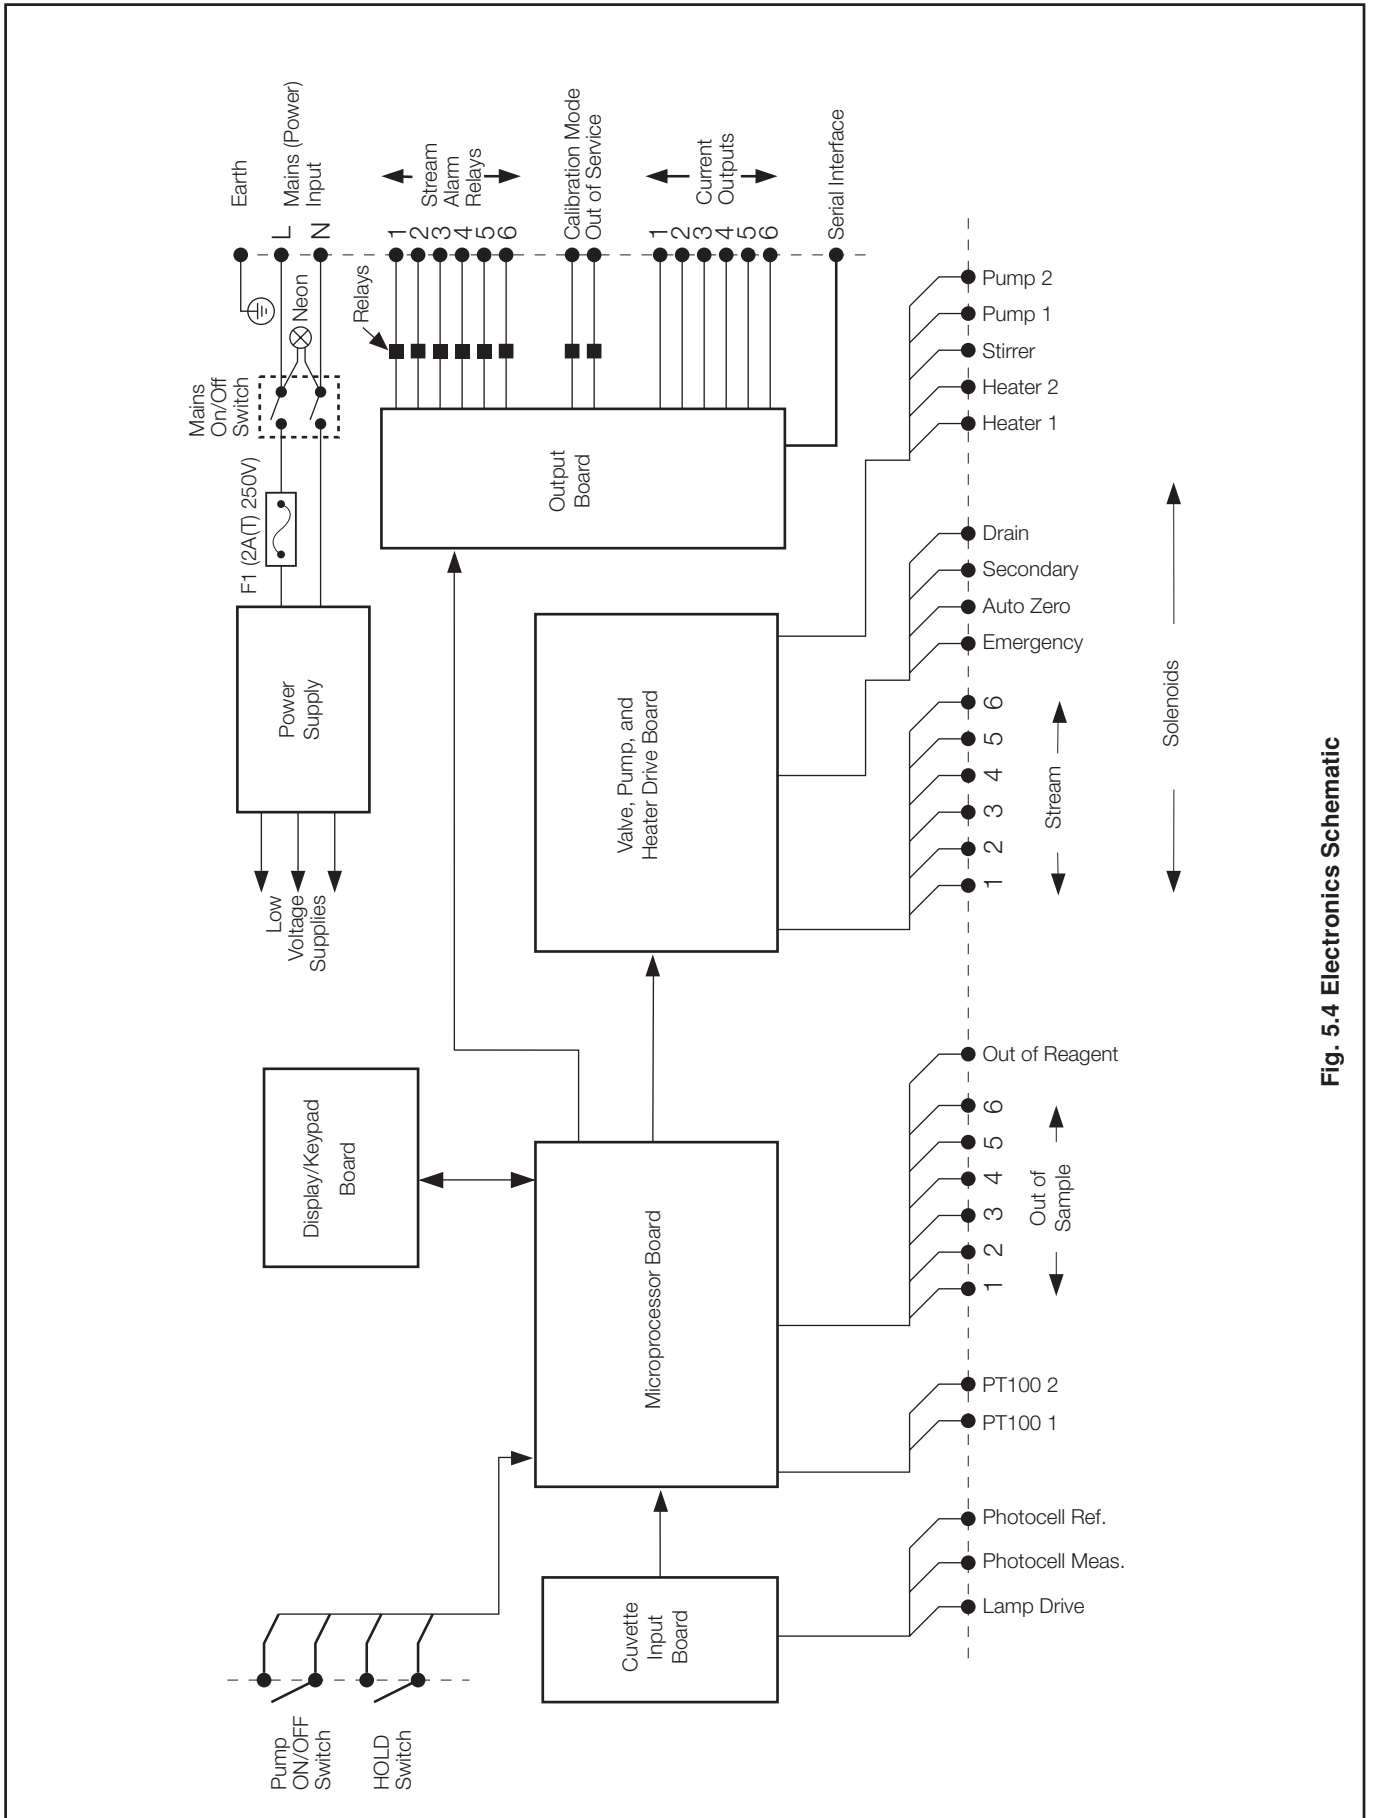 Pump
ON/OFF
Switch
HOLD
Switch
Display/Keypad
Board
Low
Voltage
Supplies
Power
Supply
F1 (2A(T) 250V)
Mains
On/Off
Switch
Neon
Earth
L
N
Mains (Power)
Input
Relays
1
2
3
4
5
6
Stream
Alarm
Relays
Calibration Mode
Out of Service
1
2
3
4
5
6
Current
Outputs
Serial Interface
Output
Board
Cuvette
Input
Board
Microprocessor Board
Valve, Pump, and
Heater Drive Board
Lamp Drive
Photocell Meas.
Photocell Ref.
PT100 1
PT100 2
1
2
3
4
5
6
Out of
Sample
Out of Reagent
1
2
3
4
5
6
Stream
Emergency
Auto Zero
Secondary
Drain
Solenoids
Heater 1
Heater 2
Stirrer
Pump 1
Pump 2
Fig. 5.4 Electronics Schematic